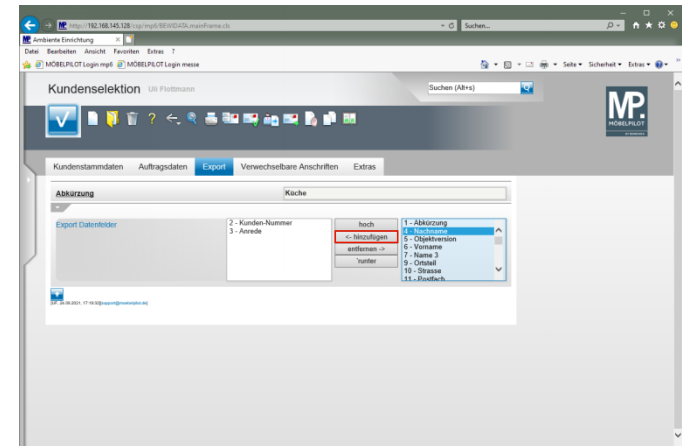 http://192.168.145.128/csp/mp6/BEWIDATA.mainFrame.cls
Suchen...
Ambiente Einrichtung
Datei Bearbeiten Ansicht Favoriten Extras ?
MÖBELPILOT Login mp6 MÖBELPILOT Login messe
Seite Sicherheit Extras
Kundenselektion Uli Plottmann
Suchen (Alt+s)
MP.
MÖBELPILOT
Kundenstammdaten Auftragsdaten Export Verwechselbare Anschriften Extras
Abkürzung Küche
Export Datenfelder
2 - Kunden-Nummer
3 - Anrede
hoch
<- hinzufügen
entfernen ->
'runter
1 - Abkürzung
4 - Nachname
5 - Objektversion
6 - Vorname
7 - Name 3
9 - Ortsteil
10 - Strasse
11 - Postfach